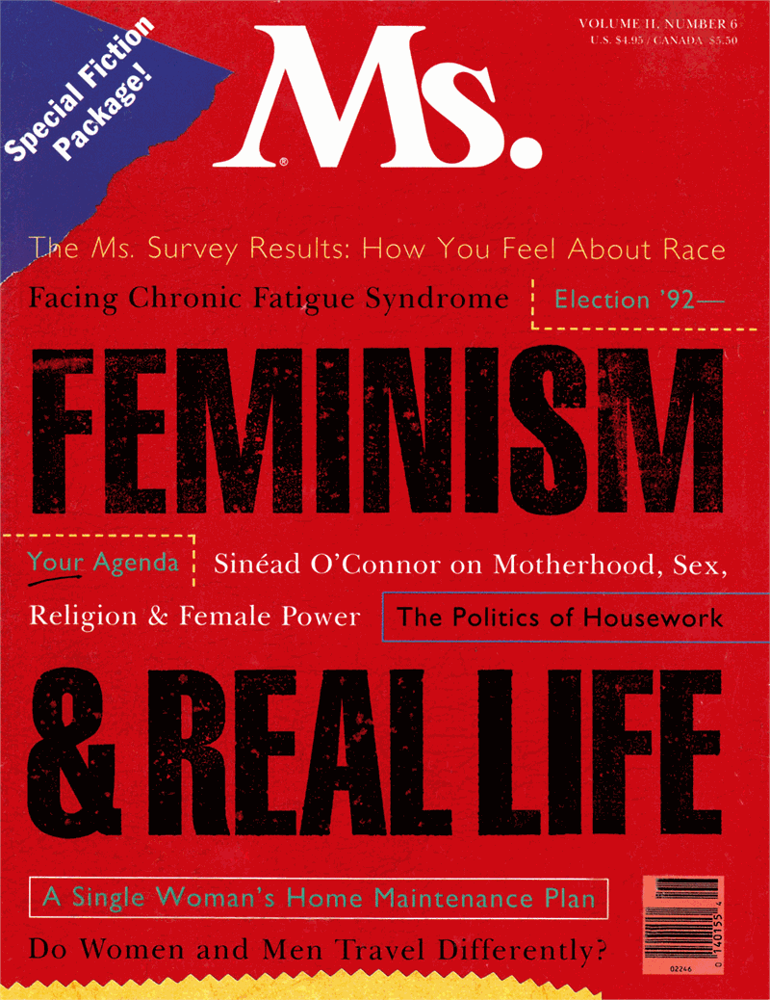 Special Fiction
Package!
VOLUME II, NUMBER 6
U.S. $4.95 / CANADA $5.50
Ms.®
The Ms. Survey Results: How You Feel About Race
Facing Chronic Fatigue Syndrome
Election '92—
FEMINISM
Your Agenda
Sinéad O'Connor on Motherhood, Sex,
Religion & Female Power
The Politics of Housework
& REAL LIFE
A Single Woman's Home Maintenance Plan
Do Women and Men Travel Differently?
0 140155 4
02246